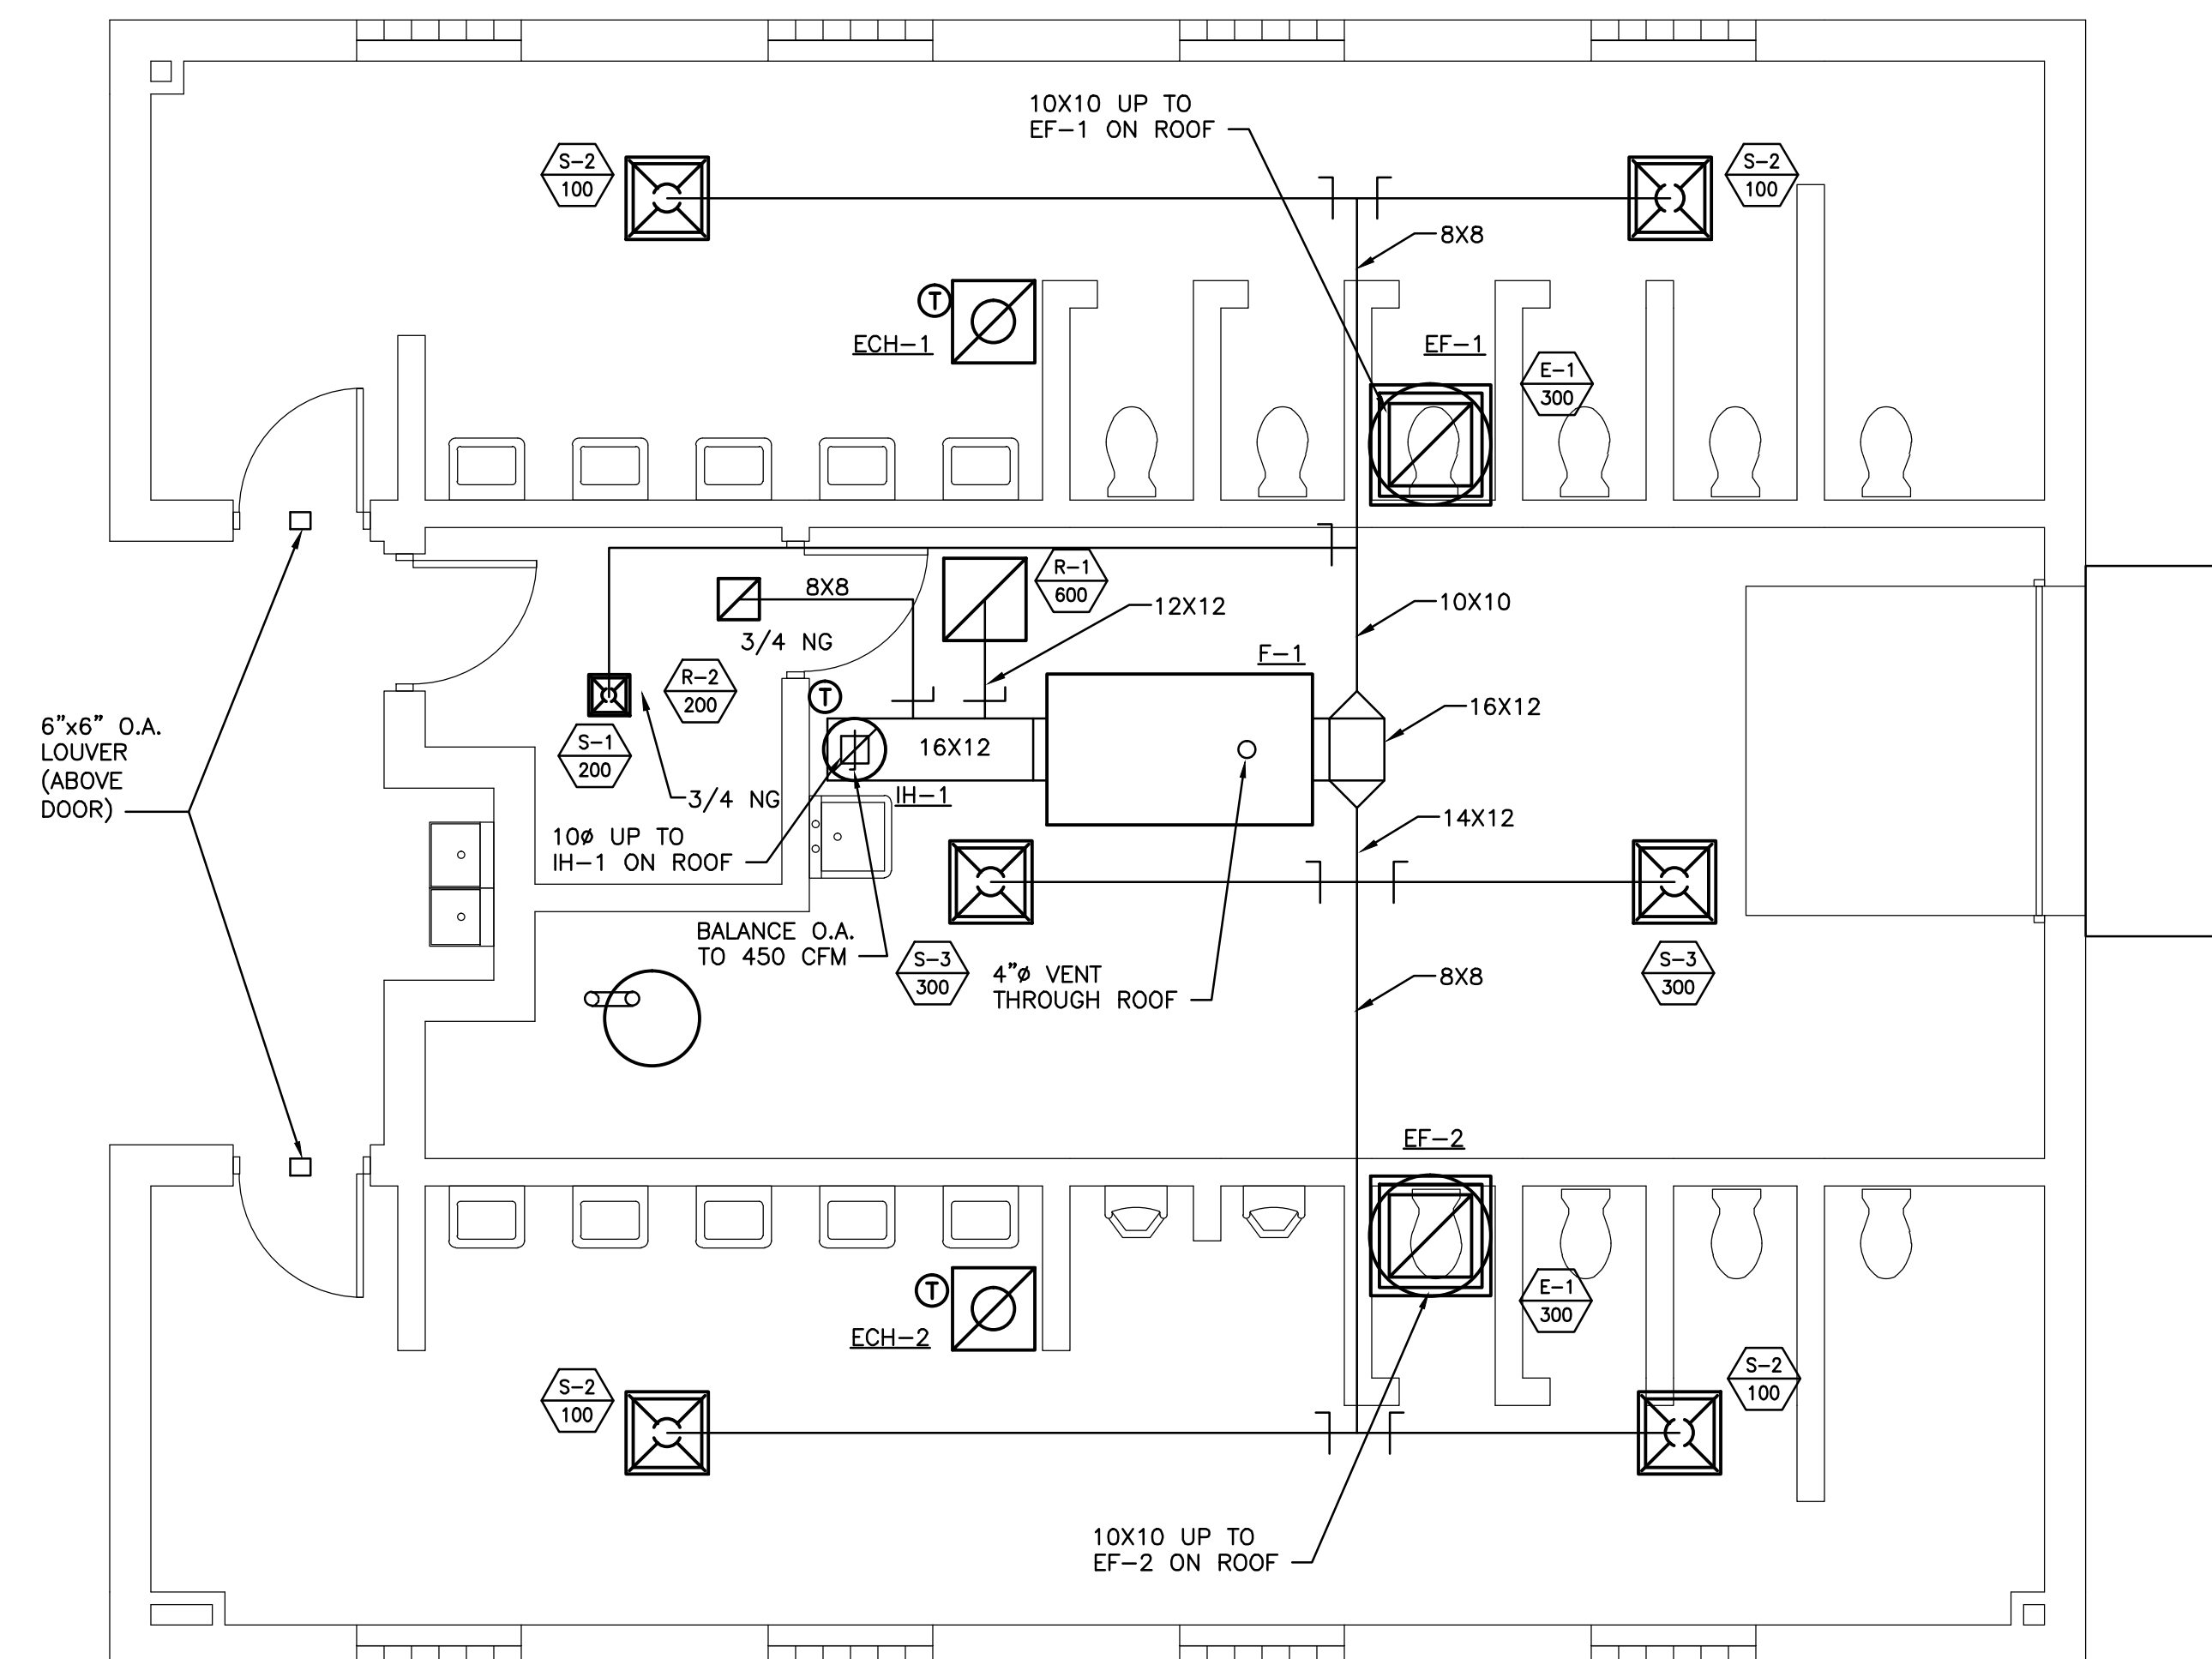 10X10 UP TO
EF-1 ON ROOF
S-2
100
S-2
100
8X8
T
ECH-1
EF-1
E-1
300
R-1
600
8X8
12X12
10X10
3/4 NG
F-1
R-2
200
T
16X12
6"x6" O.A.
LOUVER
(ABOVE
DOOR)
S-1
200
16X12
3/4 NG
IH-1
14X12
10ø UP TO
IH-1 ON ROOF
BALANCE O.A.
TO 450 CFM
S-3
300
4"ø VENT
THROUGH ROOF
8X8
S-3
300
EF-2
T
ECH-2
E-1
300
S-2
100
S-2
100
10X10 UP TO
EF-2 ON ROOF